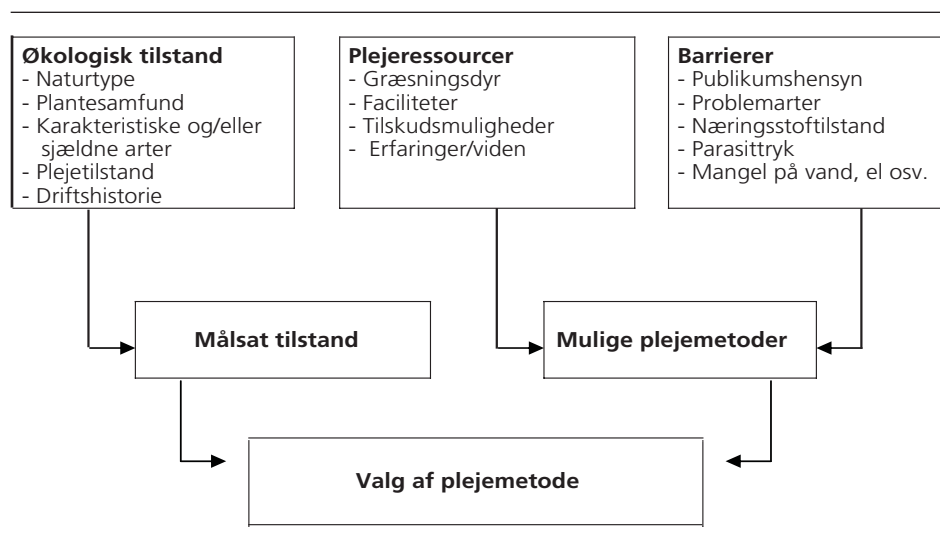 Økologisk tilstand
- Naturtype
- Plantesamfund
- Karakteristiske og/eller
sjældne arter
- Plejetilstand
- Driftshistorie
Plejeressourcer
- Græsningsdyr
- Faciliteter
- Tilskudsmuligheder
- Erfaringer/viden
Barrierer
- Publikumshensyn
- Problemarter
- Næringsstoftilstand
- Parasittryk
- Mangel på vand, el osv.
Målsat tilstand
Mulige plejemetoder
Valg af plejemetode